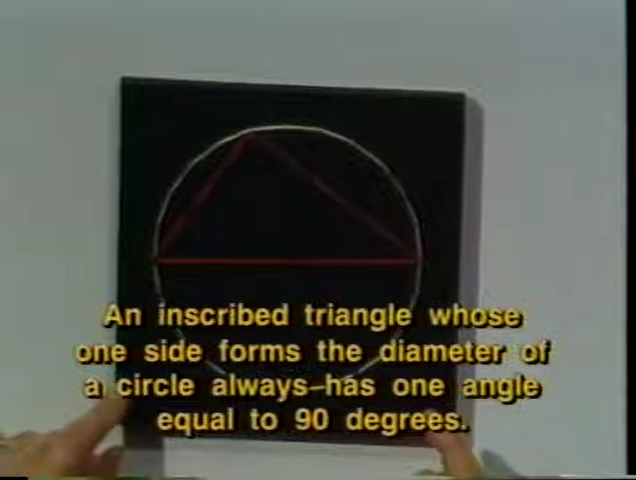 An inscribed triangle whose
one side forms the diameter of
a circle always has one angle
equal to 90 degrees.